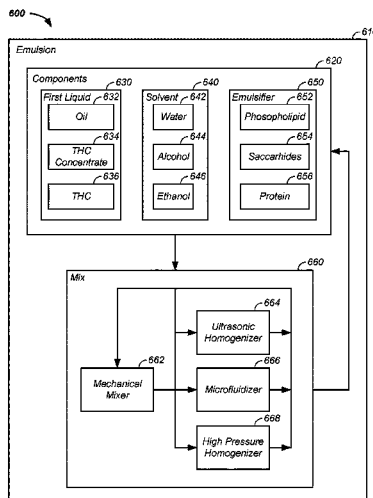 600
610
Emulsion
620
Components
630
First Liquid
632
Oil
634
THC
Concentrate
636
THC
640
Solvent
642
Water
644
Alcohol
646
Ethanol
650
Emulsifier
652
Phosopolipid
654
Saccarhides
656
Protein
660
Mix
662
Mechanical
Mixer
664
Ultrasonic
Homogenizer
666
Microfluidizer
668
High Pressure
Homogenizer